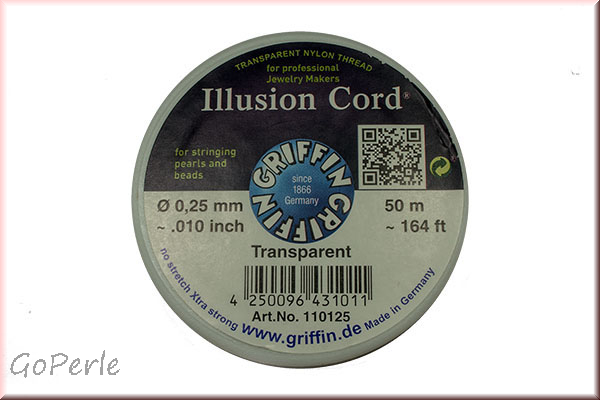 TRANSPARENT NYLON THREAD
for professional
Jewelry Makers
Illusion Cord®
for stringing
pearls and
beads
GRIFFIN GRIFFIN
since
1866
Germany
Ø 0,25 mm
~ .010 inch
50 m
~ 164 ft
Transparent
4 250096 431011
Art.No. 110125
no stretch Xtra strong www.griffin.de Made in Germany
GoPerle